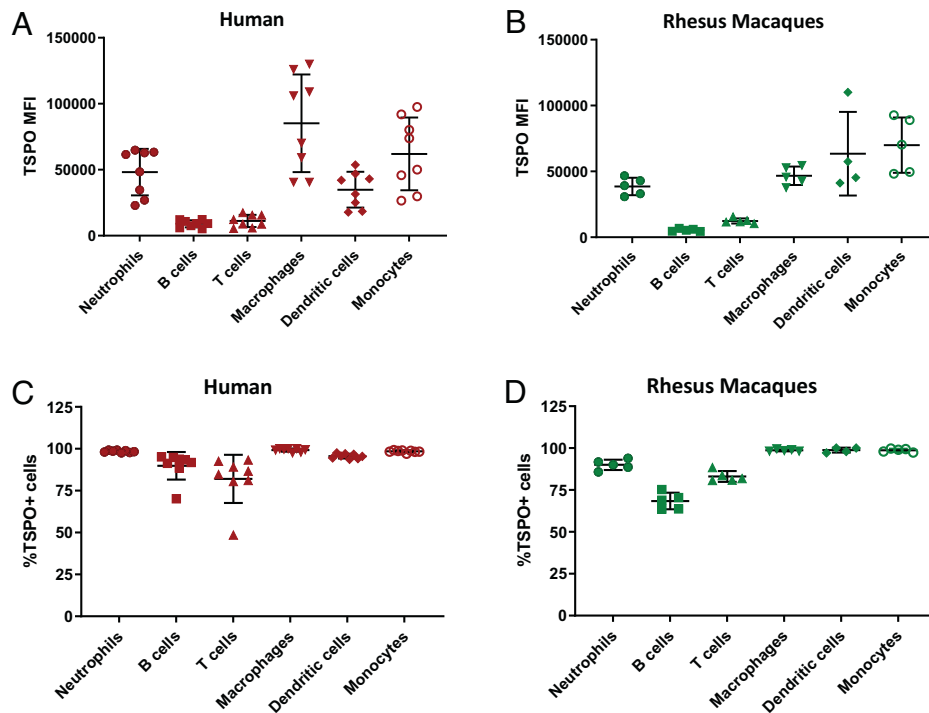 A
Human
TSPO MFI
150000
100000
50000
0
Neutrophils
B cells
T cells
Macrophages
Dendritic cells
Monocytes
B
Rhesus Macaques
TSPO MFI
150000
100000
50000
0
Neutrophils
B cells
T cells
Macrophages
Dendritic cells
Monocytes
C
Human
%TSPO+ cells
125
100
75
50
25
0
Neutrophils
B cells
T cells
Macrophages
Dendritic cells
Monocytes
D
Rhesus Macaques
%TSPO+ cells
125
100
75
50
25
0
Neutrophils
B cells
T cells
Macrophages
Dendritic cells
Monocytes